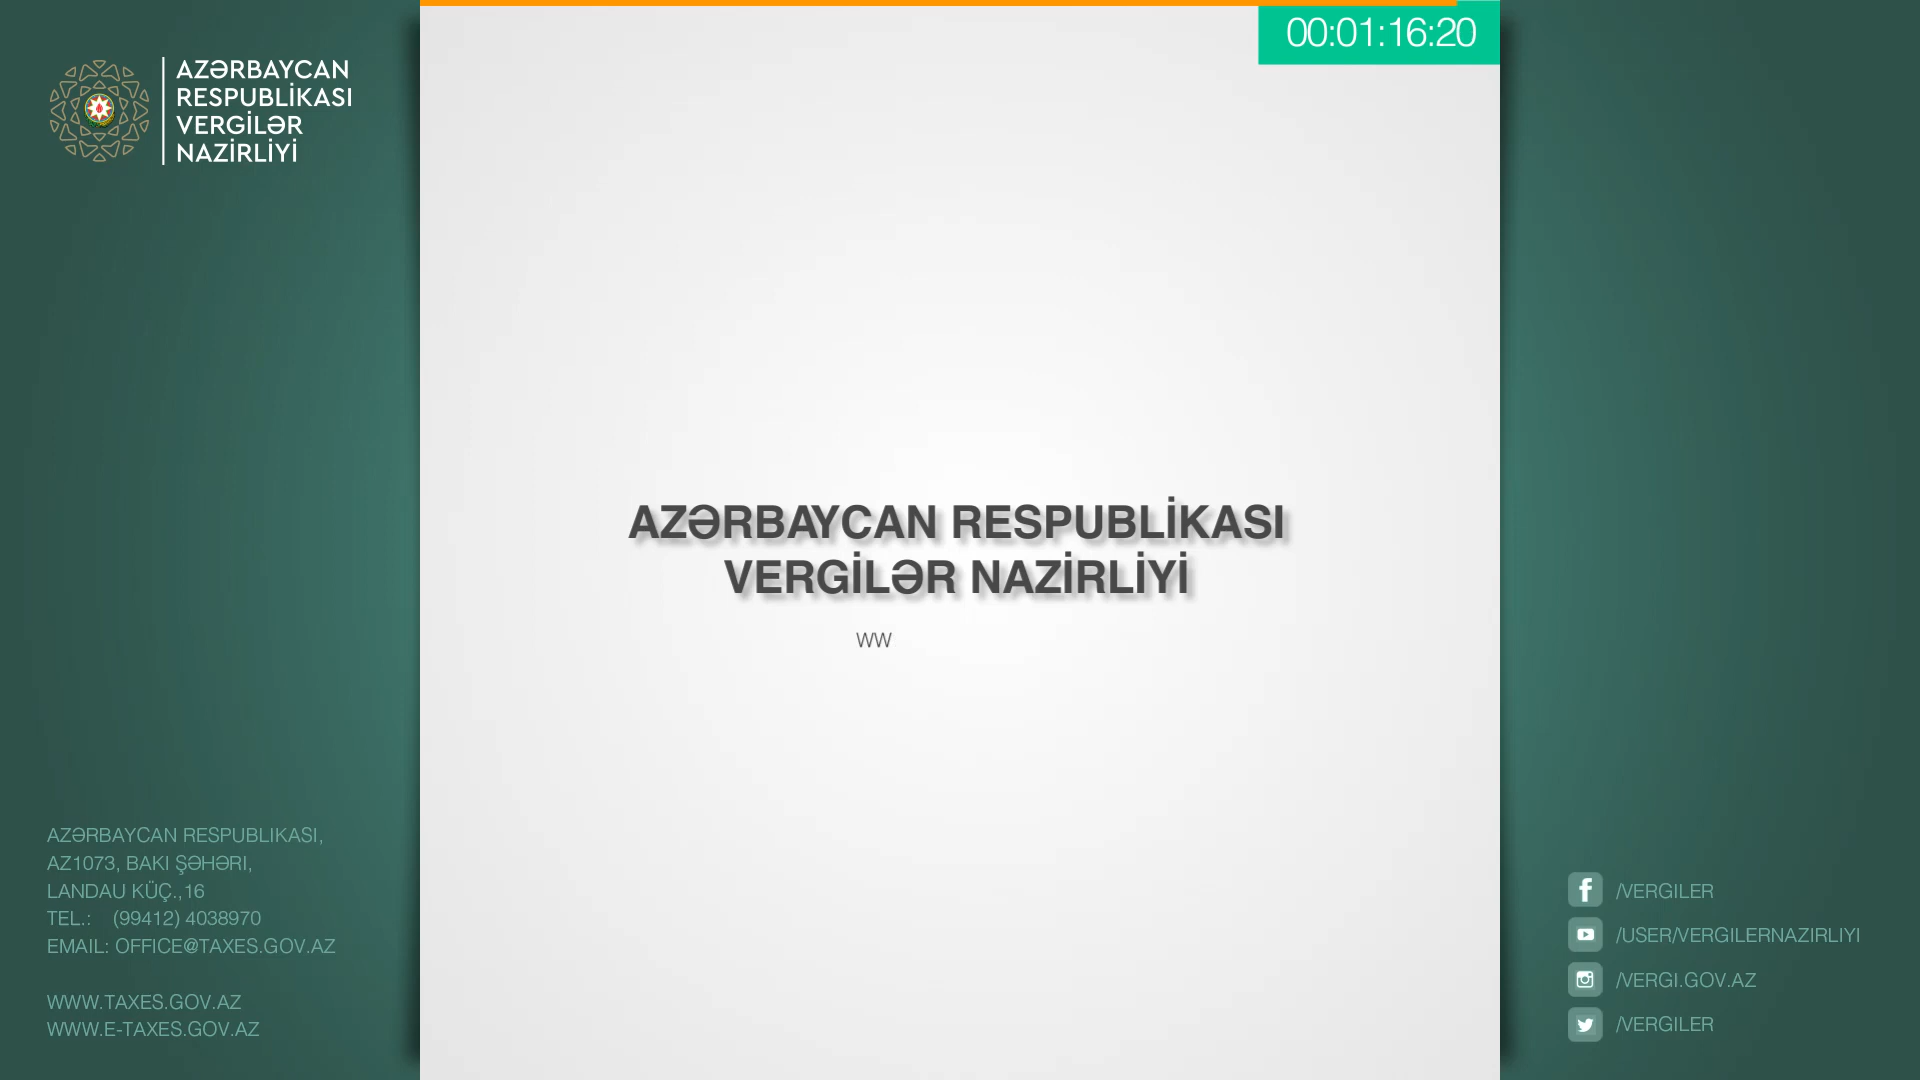 AZƏRBAYCAN
RESPUBLİKASI
VERGİLƏR
NAZİRLİYİ
00:01:16:20
AZƏRBAYCAN RESPUBLİKASI
VERGİLƏR NAZİRLİYİ
WW
AZƏRBAYCAN RESPUBLIKASI,
AZ1073, BAKI ŞƏHƏRI,
LANDAU KÜÇ.,16
TEL.: (99412) 4038970
EMAIL: OFFICE@TAXES.GOV.AZ
WWW.TAXES.GOV.AZ
WWW.E-TAXES.GOV.AZ
/VERGILER
/USER/VERGILERNAZIRLIYI
/VERGI.GOV.AZ
/VERGILER